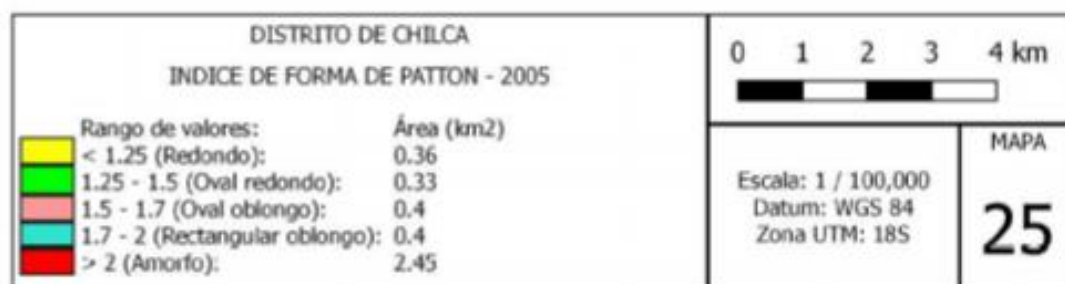 DISTRITO DE CHILCA
INDICE DE FORMA DE PATTON - 2005
Rango de valores: Área (km2)
< 1.25 (Redondo): 0.36
1.25 - 1.5 (Oval redondo): 0.33
1.5 - 1.7 (Oval oblongo): 0.4
1.7 - 2 (Rectangular oblongo): 0.4
> 2 (Amorfo): 2.45
0 1 2 3 4 km
Escala: 1 / 100,000
Datum: WGS 84
Zona UTM: 18S
MAPA
25